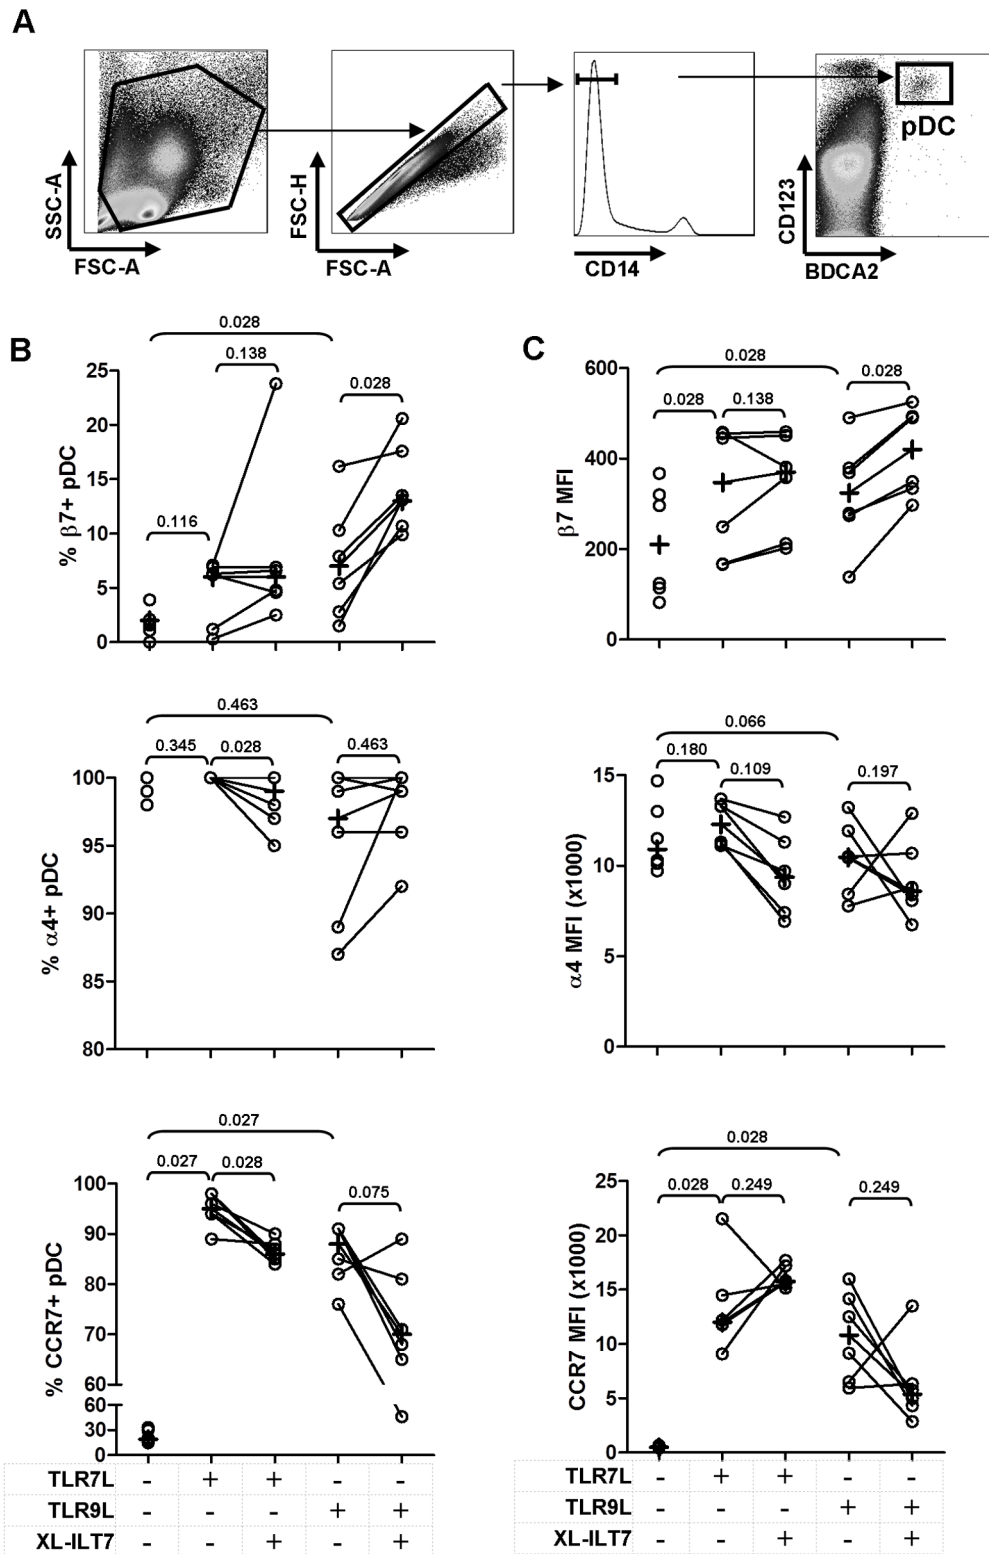 A
SSC-A
FSC-A
FSC-H
FSC-A
CD14
CD123
BDCA2
pDC
B
0.028
0.138
0.028
0.116
% β7+ pDC
25
20
15
10
5
0
C
0.028
0.028
0.138
0.028
β7 MFI
600
400
200
0
0.463
0.345
0.028
0.463
% α4+ pDC
100
95
90
85
80
0.066
0.180
0.109
0.197
α4 MFI (x1000)
15
10
5
0
0.027
0.027
0.028
0.075
% CCR7+ pDC
100
90
80
70
60
60
30
0
0.028
0.028
0.249
0.249
CCR7 MFI (x1000)
25
20
15
10
5
0
TLR7L - + + - -
TLR9L - - - + +
XL-ILT7 - - + - +
TLR7L - + + - -
TLR9L - - - + +
XL-ILT7 - - + - +